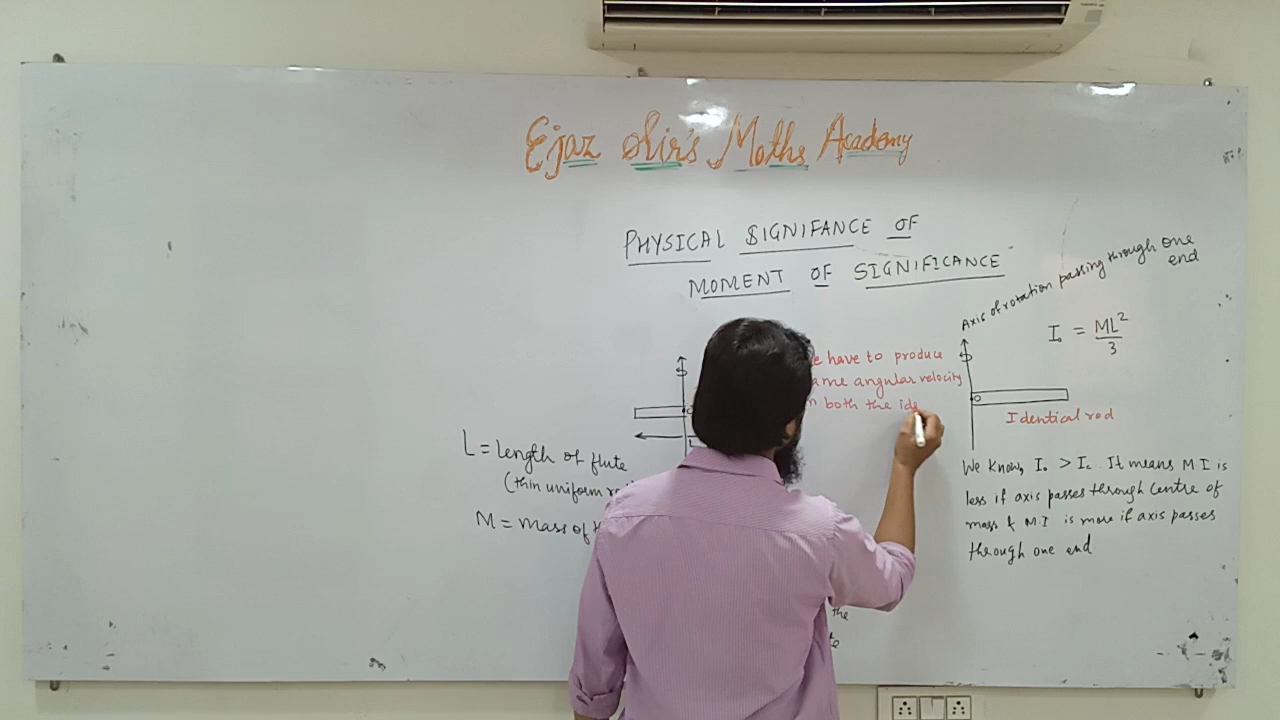 Ejaz Sir's Maths Academy
PHYSICAL SIGNIFANCE OF
MOMENT OF SIGNIFICANCE
Axis of rotation passing through one
end
I₀ = ML²/3
have to produce
angular velocity
both the ide
O
Identical rod
L = length of flute
(thin uniform
M = mass of
We know, I₀ > Ic. It means M I is
less if axis passes through centre of
mass & M.I is more if axis passes
through one end
the